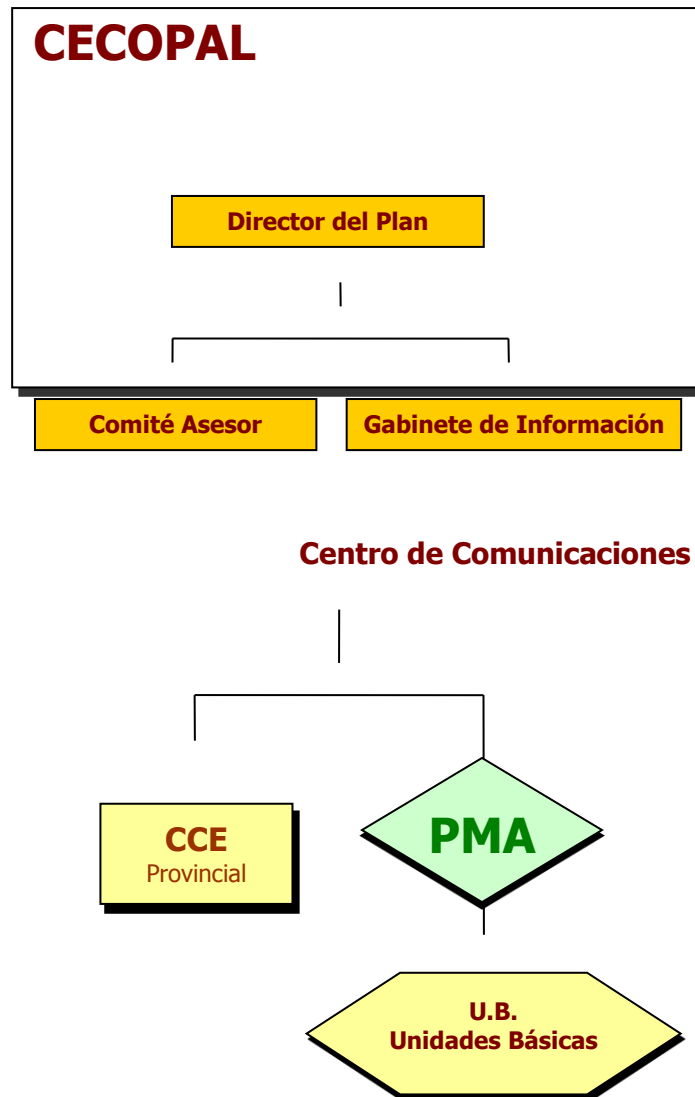 CECOPAL
Director del Plan
Comité Asesor
Gabinete de Información
Centro de Comunicaciones
CCE
Provincial
PMA
U.B.
Unidades Básicas